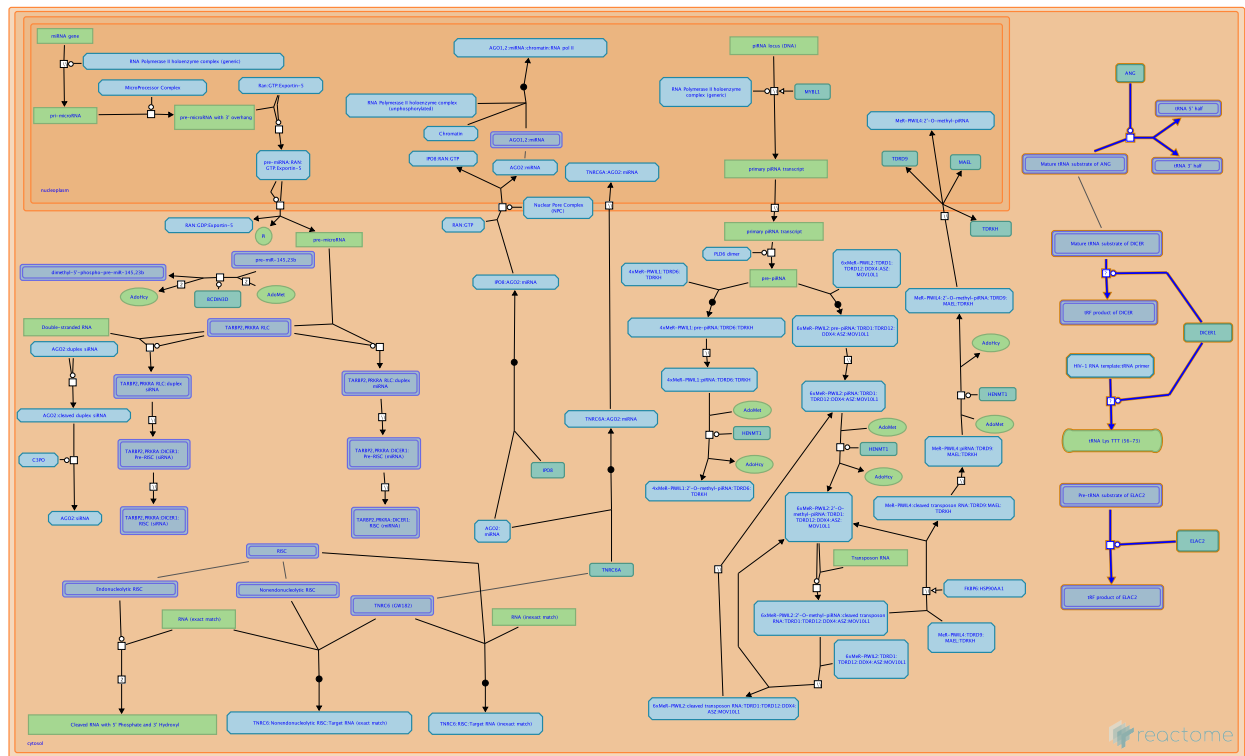 miRNA gene
RNA Polymerase II holoenzyme complex (generic)
MicroProcessor Complex
Ran:GTP:Exportin-5
pri-microRNA
pre-microRNA with 3' overhang
pre-miRNA:RAN:
GTP:Exportin-5
nucleoplasm
AGO1,2:miRNA:chromatin:RNA pol II
RNA Polymerase II holoenzyme complex
(unphosphorylated)
Chromatin
AGO1,2:miRNA
IPO8:RAN:GTP
AGO2:miRNA
TNRC6A:AGO2:miRNA
Nuclear Pore Complex
(NPC)
piRNA locus (DNA)
RNA Polymerase II holoenzyme
complex (generic)
MYBL1
primary piRNA transcript
MeR-PIWIL4:2'-O-methyl-piRNA
TDRD9
MAEL
TDRKH
ANG
tRNA 5' half
tRNA 3' half
Mature tRNA substrate of ANG
RAN:GDP:Exportin-5
Pi
pre-microRNA
RAN:GTP
primary piRNA transcript
PLD6 dimer
pre-piRNA
4xMeR-PIWIL1:TDRD6:
TDRKH
6xMeR-PIWIL2:TDRD1:
TDRD12:DDX4:ASZ:
MOV10L1
Mature tRNA substrate of DICER
pre-miR-145,23b
dimethyl-5'-phospho-pre-miR-145,23b
2
2
AdoHcy
BCDIN3D
AdoMet
IPO8:AGO2:miRNA
tRF product of DICER
DICER1
Double-stranded RNA
TARBP2,PRKRA RLC
AGO2:duplex siRNA
4xMeR-PIWIL1:pre-piRNA:TDRD6:TDRKH
6xMeR-PIWIL2:pre-piRNA:TDRD1:TDRD12:
DDX4:ASZ:MOV10L1
MeR-PIWIL4:2'-O-methyl-piRNA:TDRD9:
MAEL:TDRKH
AdoHcy
HENMT1
AdoMet
HIV-1 RNA template:tRNA primer
TARBP2,PRKRA RLC:duplex
siRNA
TARBP2,PRKRA RLC:duplex
miRNA
4xMeR-PIWIL1:piRNA:TDRD6:TDRKH
6xMeR-PIWIL2:piRNA:TDRD1:
TDRD12:DDX4:ASZ:MOV10L1
AGO2:cleaved duplex siRNA
TNRC6A:AGO2:miRNA
AdoMet
HENMT1
AdoHcy
AdoMet
HENMT1
AdoHcy
tRNA Lys TTT (56-73)
C3PO
TARBP2,PRKRA:DICER1:
Pre-RISC (siRNA)
TARBP2,PRKRA:DICER1:
Pre-RISC (miRNA)
IPO8
MeR-PIWIL4:piRNA:TDRD9:
MAEL:TDRKH
4xMeR-PIWIL1:2'-O-methyl-piRNA:TDRD6:
TDRKH
Pre-tRNA substrate of ELAC2
AGO2:siRNA
TARBP2,PRKRA:DICER1:
RISC (siRNA)
TARBP2,PRKRA:DICER1:
RISC (miRNA)
AGO2:
miRNA
6xMeR-PIWIL2:2'-O-
methyl-piRNA:TDRD1:
TDRD12:DDX4:ASZ:
MOV10L1
MeR-PIWIL4:cleaved transposon RNA:TDRD9:MAEL:
TDRKH
ELAC2
RISC
Transposon RNA
TNRC6A
Endonucleolytic RISC
Nonendonucleolytic RISC
TNRC6 (GW182)
FKBP6:HSP90AA1
tRF product of ELAC2
RNA (exact match)
RNA (inexact match)
6xMeR-PIWIL2:2'-O-methyl-piRNA:cleaved transposon
RNA:TDRD1:TDRD12:DDX4:ASZ:MOV10L1
MeR-PIWIL4:TDRD9:
MAEL:TDRKH
6xMeR-PIWIL2:TDRD1:
TDRD12:DDX4:ASZ:MOV10L1
2
6xMeR-PIWIL2:cleaved transposon RNA:TDRD1:TDRD12:DDX4:
ASZ:MOV10L1
Cleaved RNA with 5' Phosphate and 3' Hydroxyl
TNRC6:Nonendonucleolytic RISC:Target RNA (exact match)
TNRC6:RISC:Target RNA (inexact match)
cytosol
reactome